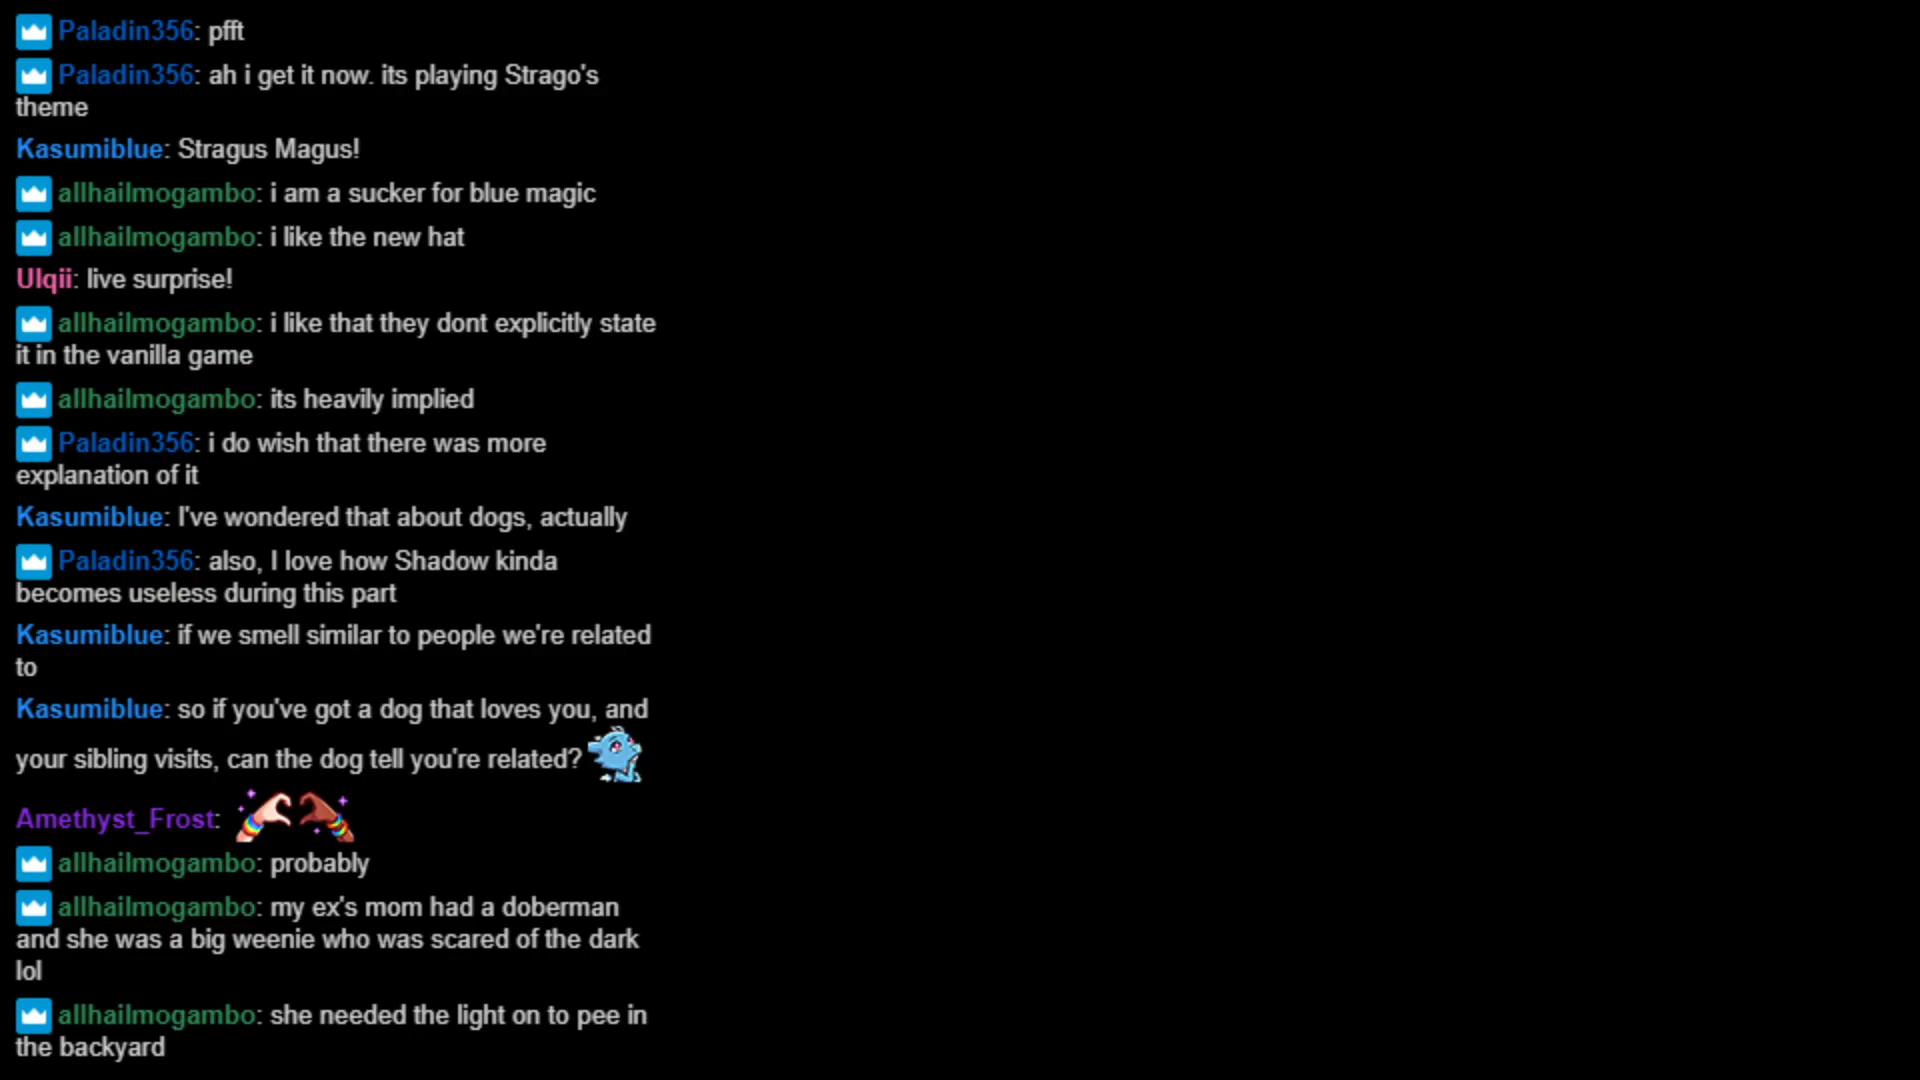 Paladin356: pfft
Paladin356: ah i get it now. its playing Strago's
theme
Kasumiblue: Stragus Magus!
allhailmogambo: i am a sucker for blue magic
allhailmogambo: i like the new hat
Ulqii: live surprise!
allhailmogambo: i like that they dont explicitly state
it in the vanilla game
allhailmogambo: its heavily implied
Paladin356: i do wish that there was more
explanation of it
Kasumiblue: I've wondered that about dogs, actually
Paladin356: also, I love how Shadow kinda
becomes useless during this part
Kasumiblue: if we smell similar to people we're related
to
Kasumiblue: so if you've got a dog that loves you, and
your sibling visits, can the dog tell you're related?
Amethyst_Frost:
allhailmogambo: probably
allhailmogambo: my ex's mom had a doberman
and she was a big weenie who was scared of the dark
lol
allhailmogambo: she needed the light on to pee in
the backyard